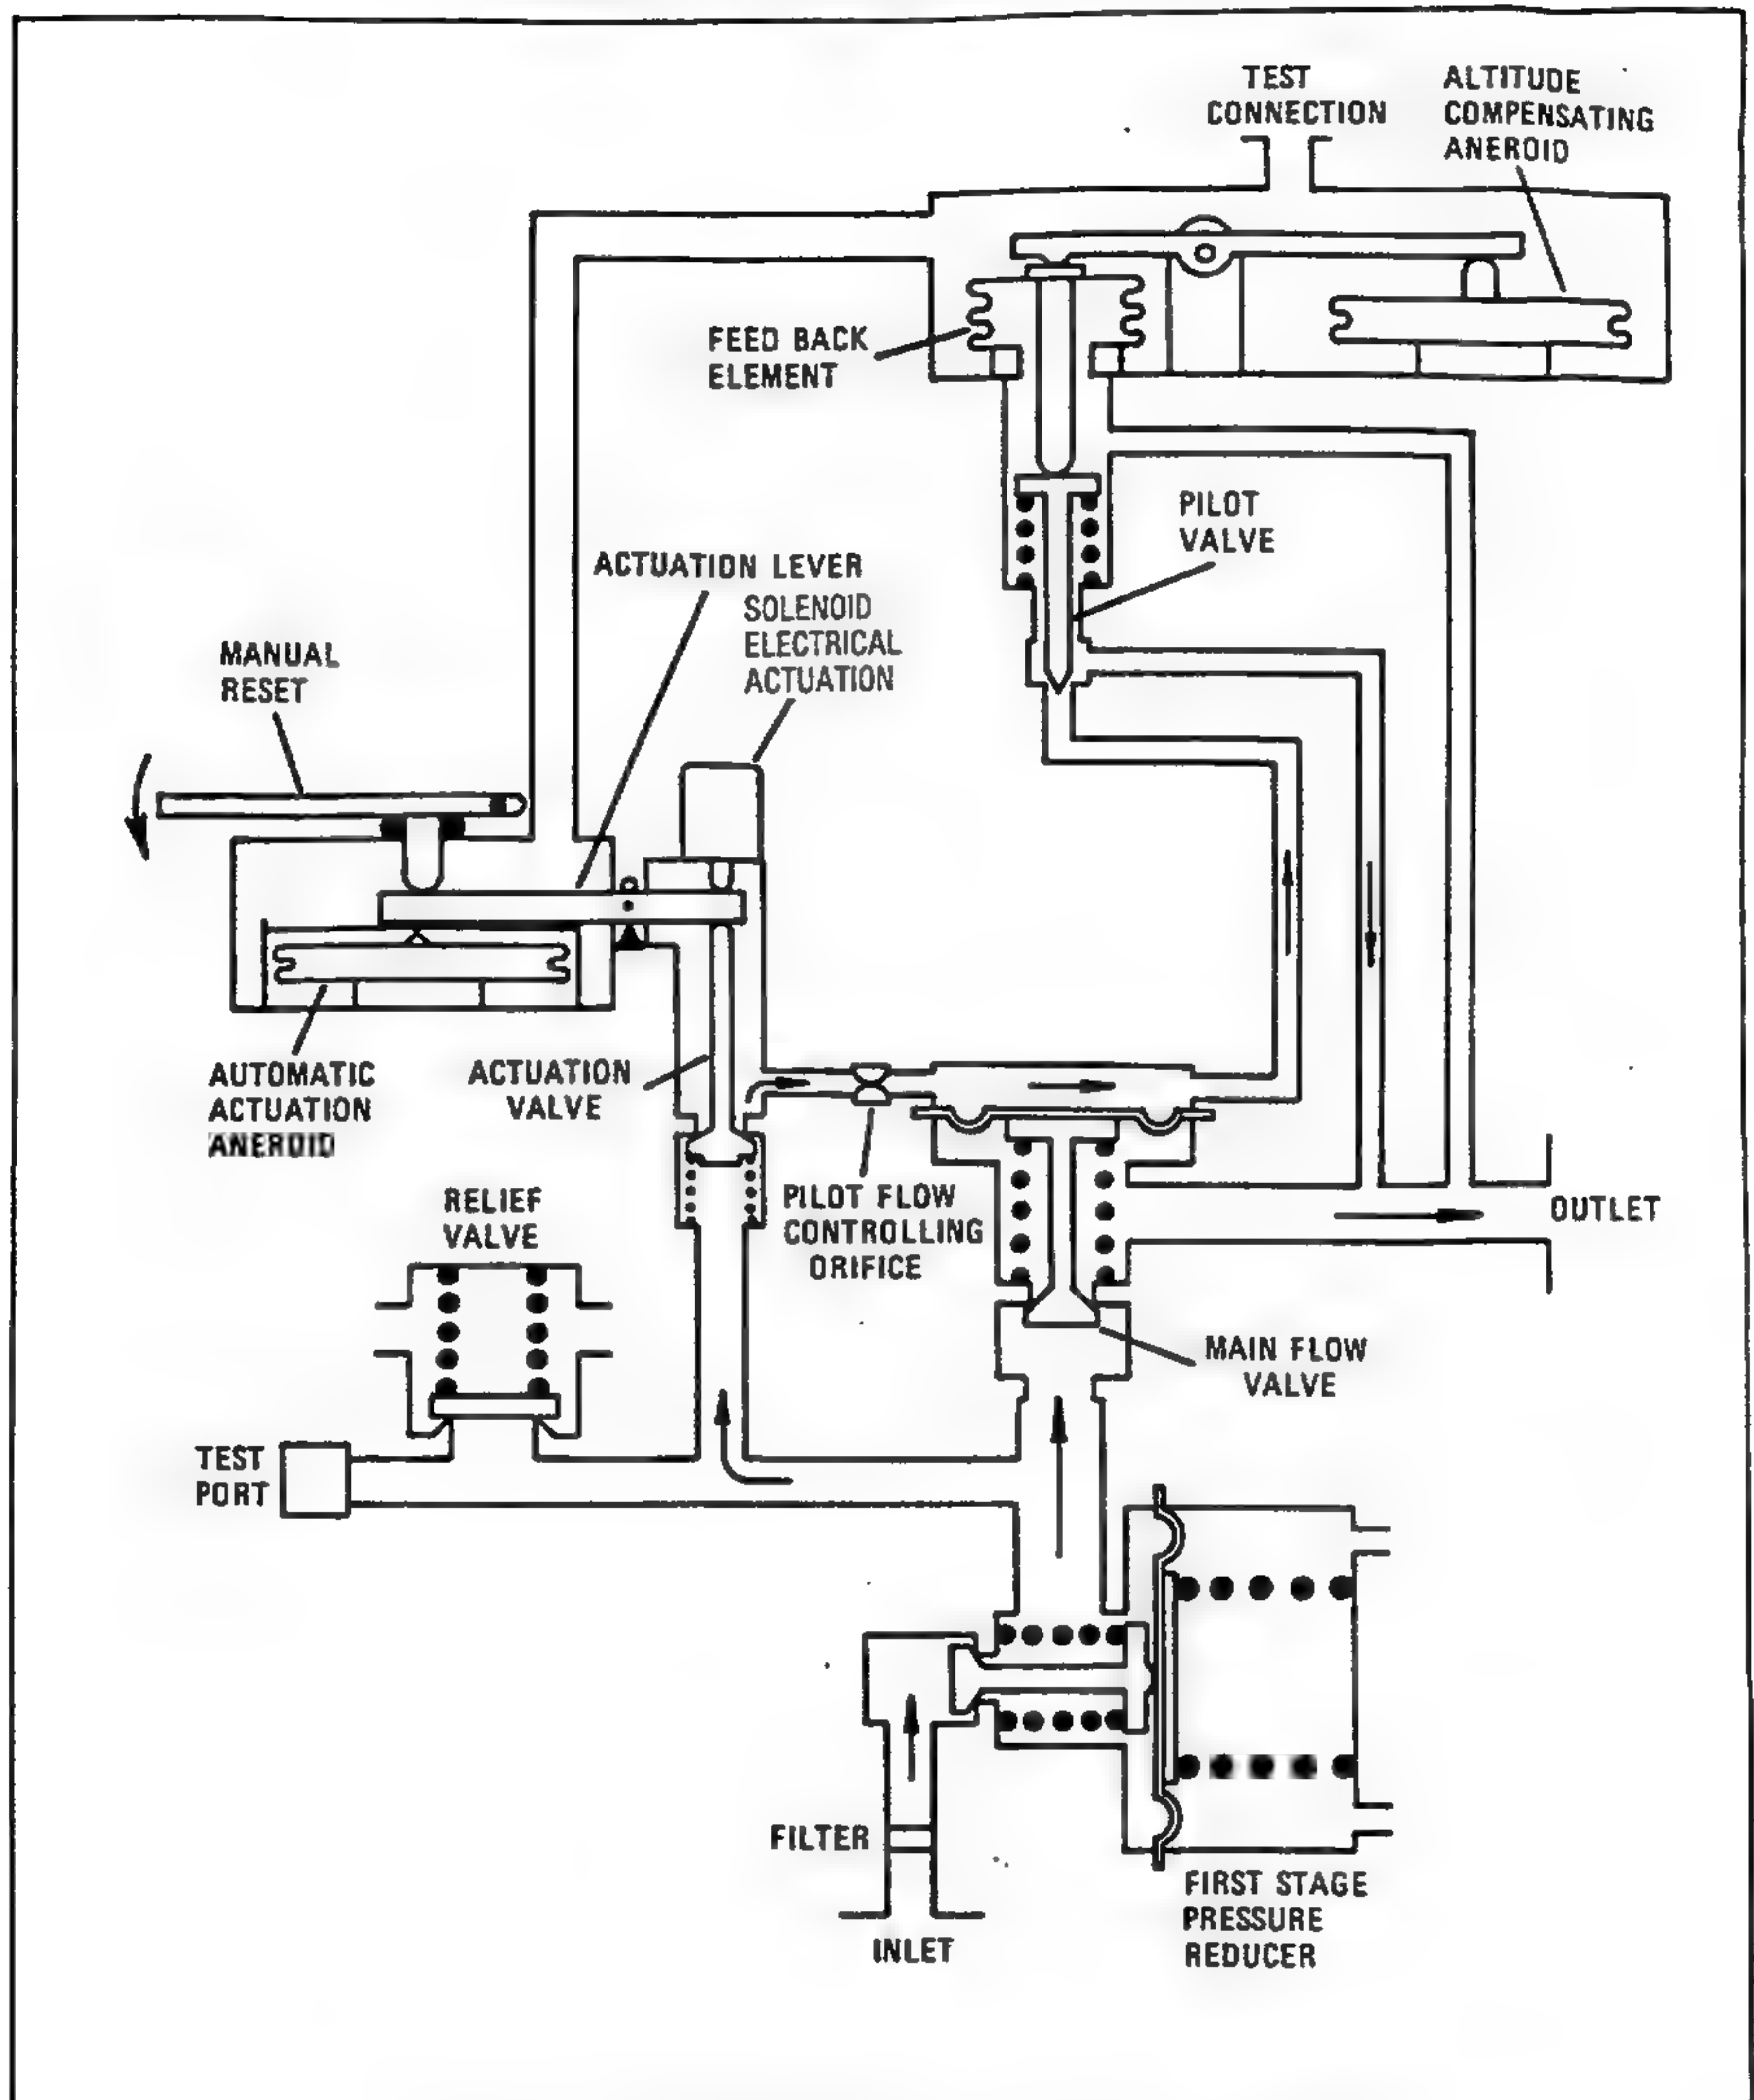 TEST
CONNECTION
ALTITUDE
COMPENSATING
ANEROID
FEED BACK
ELEMENT
PILOT
VALVE
ACTUATION LEVER
SOLENOID
ELECTRICAL
ACTUATION
MANUAL
RESET
AUTOMATIC
ACTUATION
ANEROID
ACTUATION
VALVE
PILOT FLOW
CONTROLLING
ORIFICE
RELIEF
VALVE
OUTLET
MAIN FLOW
VALVE
TEST
PORT
FILTER
INLET
FIRST STAGE
PRESSURE
REDUCER